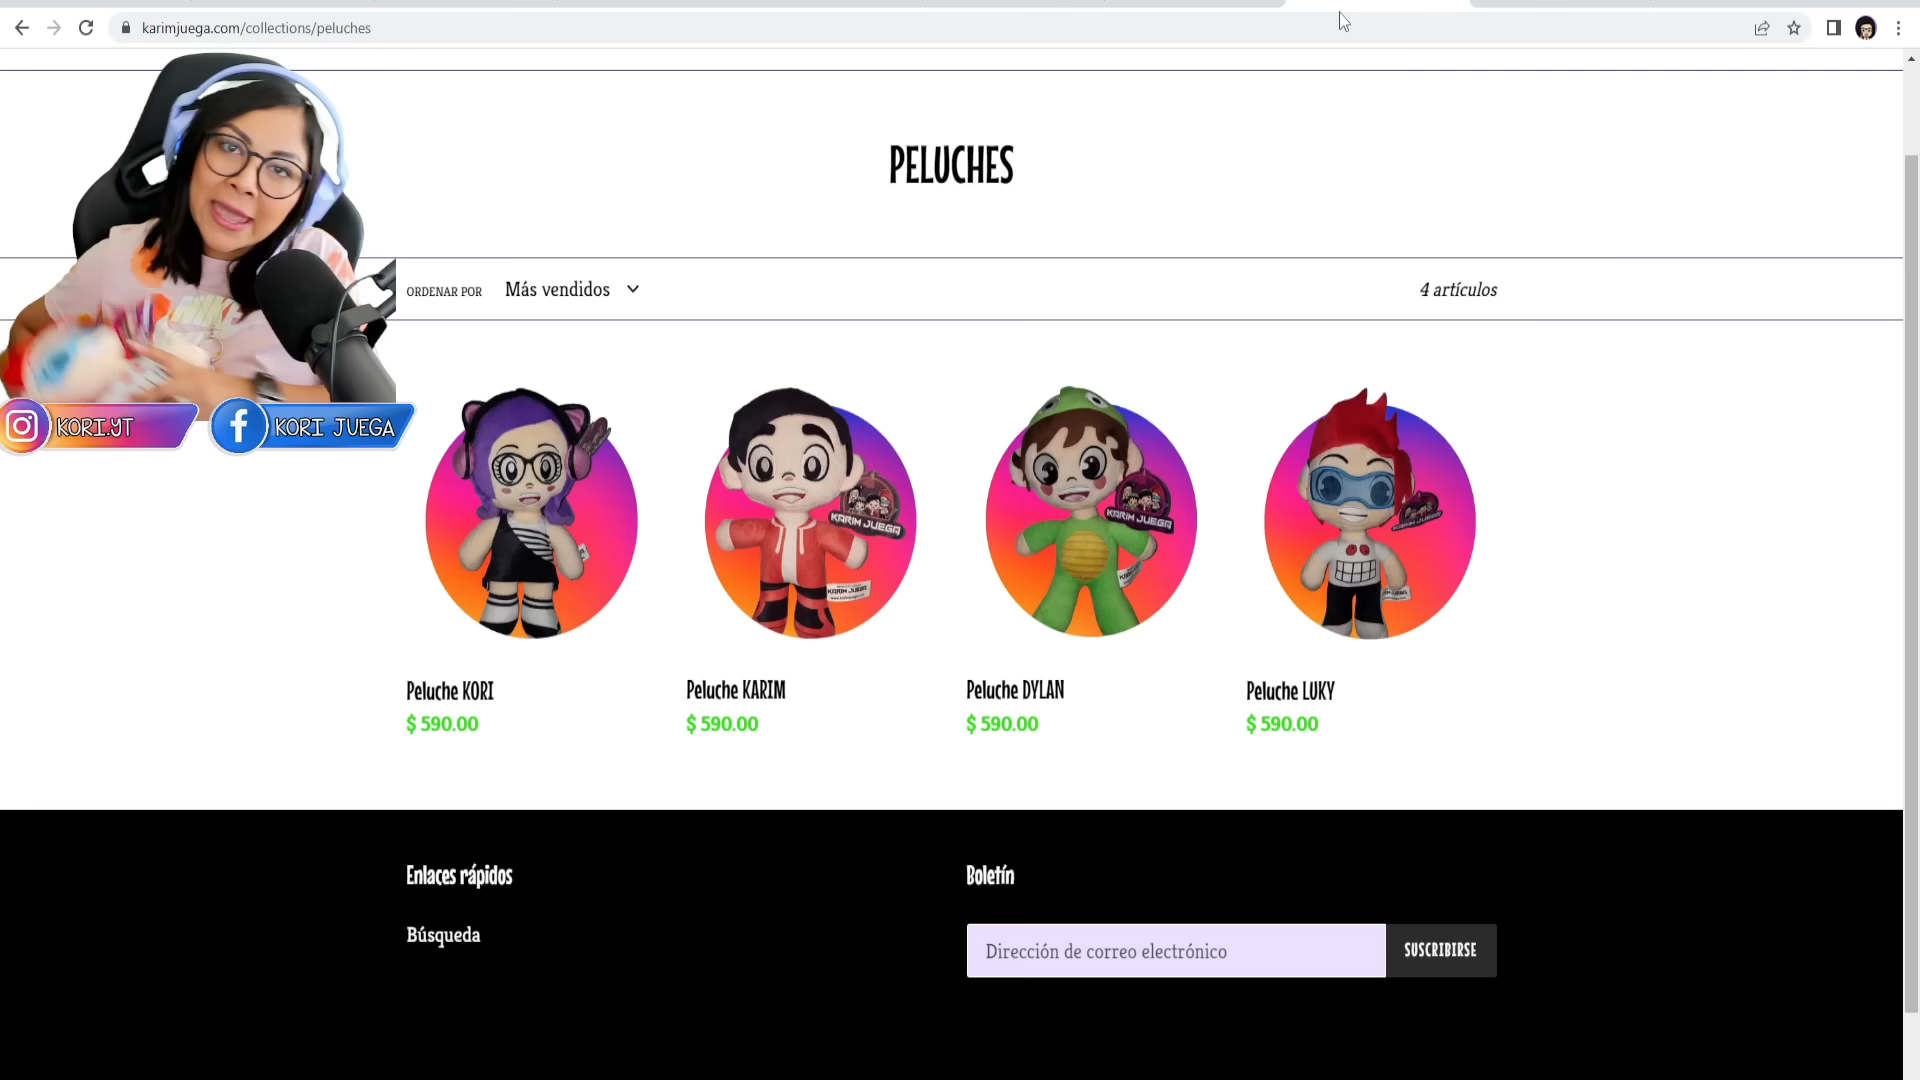 karimjuega.com/collections/peluches
PELUCHES
ORDENAR POR
Más vendidos
4 artículos
KORI.YT
KORI JUEGA
KARIM JUEGA
KARIM JUEGA
KARIM JUEGA
KARIM JUEGA
Peluche KORI
Peluche KARIM
Peluche DYLAN
Peluche LUKY
$ 590.00
$ 590.00
$ 590.00
$ 590.00
Enlaces rápidos
Boletín
Búsqueda
Dirección de correo electrónico
SUSCRIBIRSE